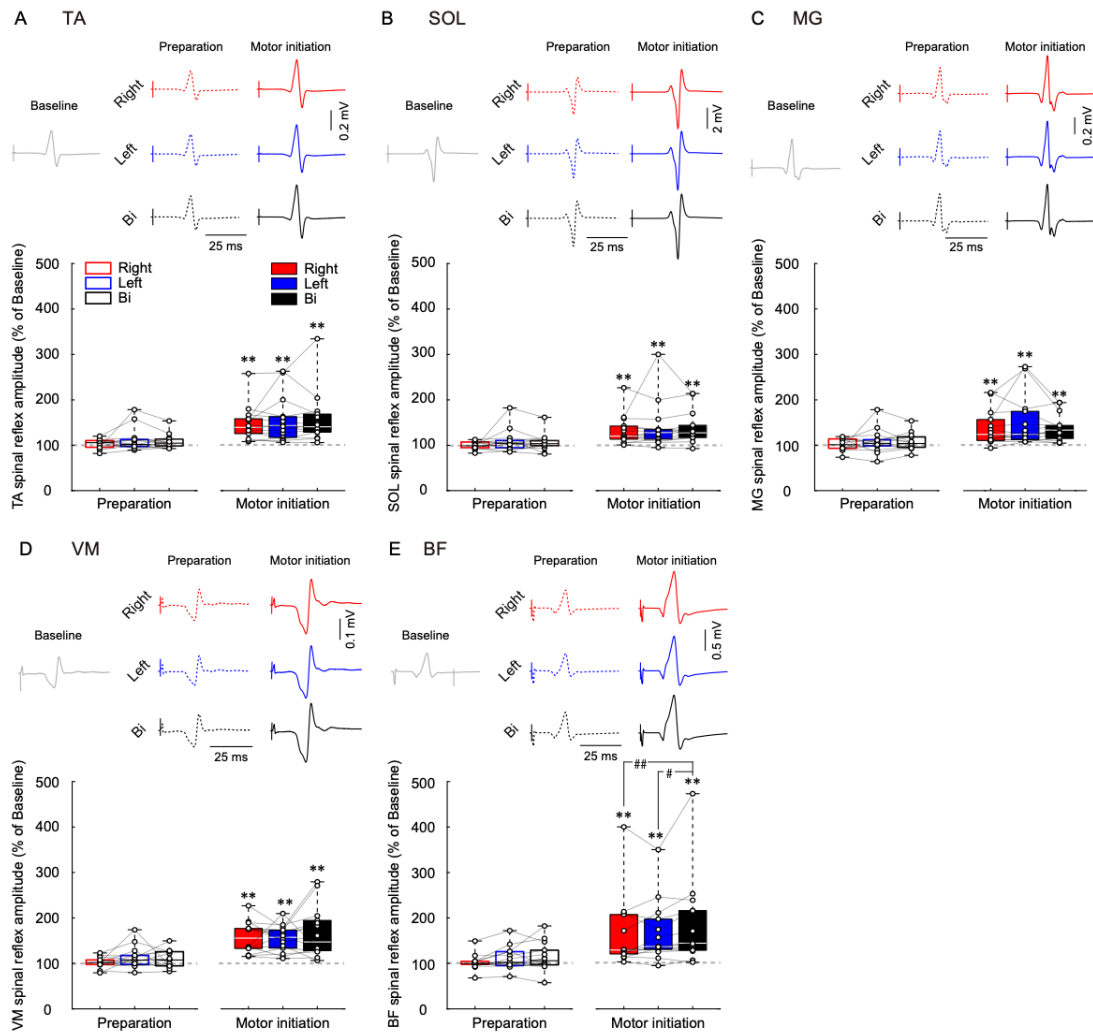 A TA
Preparation Motor initiation
Baseline
Right
Left
Bi
0.2 mV
25 ms
TA spinal reflex amplitude (% of Baseline)
500
400
300
200
100
0
Right
Left
Bi
Right
Left
Bi
** ** **
Preparation Motor initiation
B SOL
Preparation Motor initiation
Baseline
Right
Left
Bi
2 mV
25 ms
SOL spinal reflex amplitude (% of Baseline)
500
400
300
200
100
0
** ** **
Preparation Motor initiation
C MG
Preparation Motor initiation
Baseline
Right
Left
Bi
0.2 mV
25 ms
MG spinal reflex amplitude (% of Baseline)
500
400
300
200
100
0
** ** **
Preparation Motor initiation
D VM
Preparation Motor initiation
Baseline
Right
Left
Bi
0.1 mV
25 ms
VM spinal reflex amplitude (% of Baseline)
500
400
300
200
100
0
** ** **
Preparation Motor initiation
E BF
Preparation Motor initiation
Baseline
Right
Left
Bi
0.5 mV
25 ms
BF spinal reflex amplitude (% of Baseline)
500
400
300
200
100
0
##
#
** ** **
Preparation Motor initiation